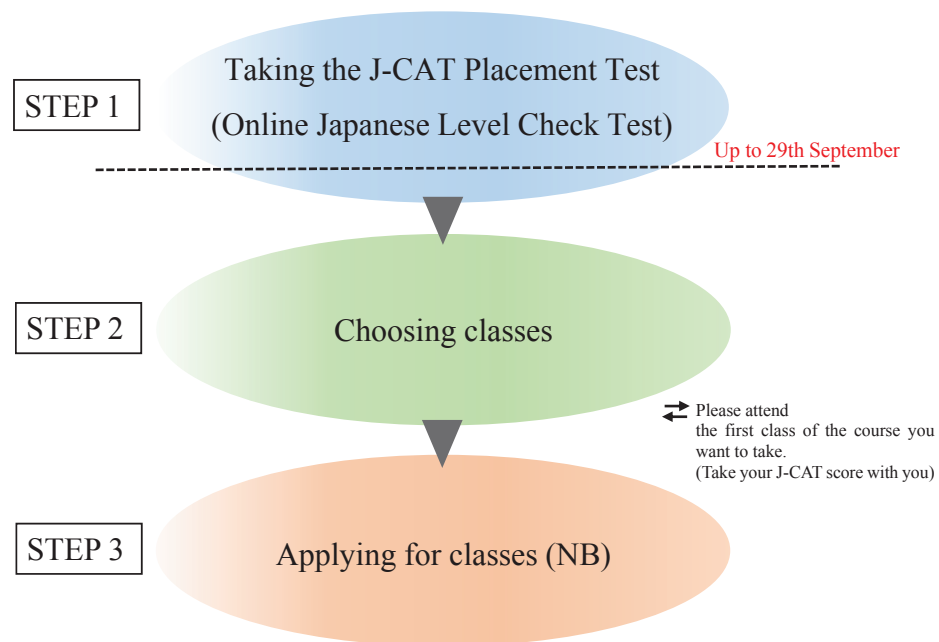 STEP 1
Taking the J-CAT Placement Test
(Online Japanese Level Check Test)
Up to 29th September
STEP 2
Choosing classes
Please attend
the first class of the course you
want to take.
(Take your J-CAT score with you)
STEP 3
Applying for classes (NB)